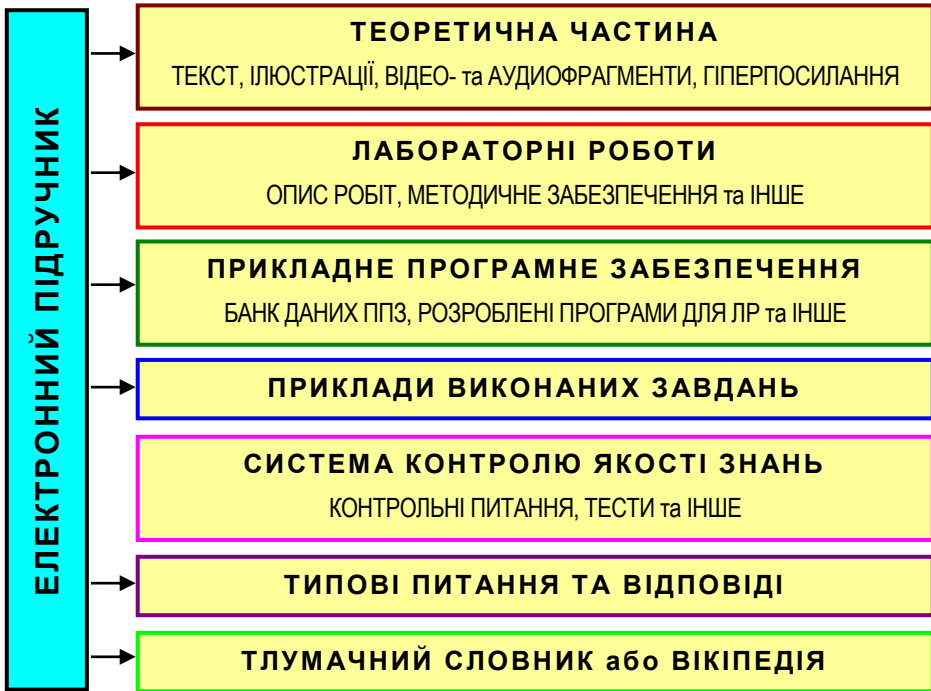 ЕЛЕКТРОННИЙ ПІДРУЧНИК
ТЕОРЕТИЧНА ЧАСТИНА
ТЕКСТ, ІЛЮСТРАЦІЇ, ВІДЕО- та АУДИОФРАГМЕНТИ, ГІПЕРПОСИЛАННЯ
ЛАБОРАТОРНІ РОБОТИ
ОПИС РОБІТ, МЕТОДИЧНЕ ЗАБЕЗПЕЧЕННЯ та ІНШЕ
ПРИКЛАДНЕ ПРОГРАМНЕ ЗАБЕЗПЕЧЕННЯ
БАНК ДАНИХ ППЗ, РОЗРОБЛЕНІ ПРОГРАМИ ДЛЯ ЛР та ІНШЕ
ПРИКЛАДИ ВИКОНАНИХ ЗАВДАНЬ
СИСТЕМА КОНТРОЛЮ ЯКОСТІ ЗНАНЬ
КОНТРОЛЬНІ ПИТАННЯ, ТЕСТИ та ІНШЕ
ТИПОВІ ПИТАННЯ ТА ВІДПОВІДІ
ТЛУМАЧНИЙ СЛОВНИК або ВІКІПЕДІЯ